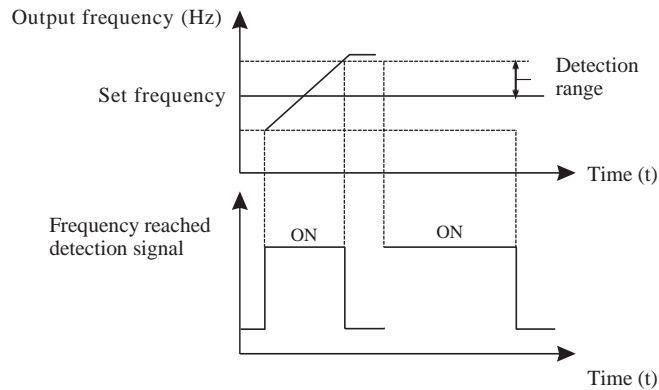 Output frequency (Hz)
Detection
range
Set frequency
Time (t)
Frequency reached
detection signal
ON
ON
Time (t)